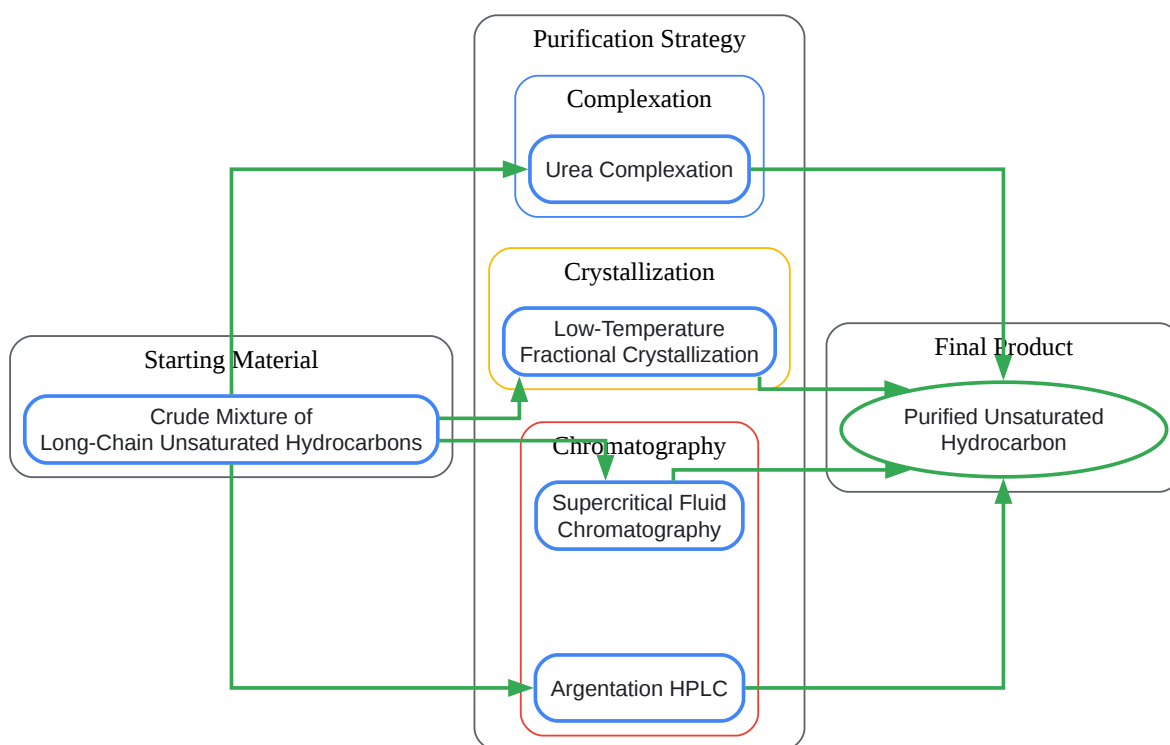 Purification Strategy
Complexation
Urea Complexation
Crystallization
Low-Temperature
Fractional Crystallization
Starting Material
Crude Mixture of
Long-Chain Unsaturated Hydrocarbons
Final Product
Purified Unsaturated
Hydrocarbon
Chromatography
Supercritical Fluid
Chromatography
Argentation HPLC